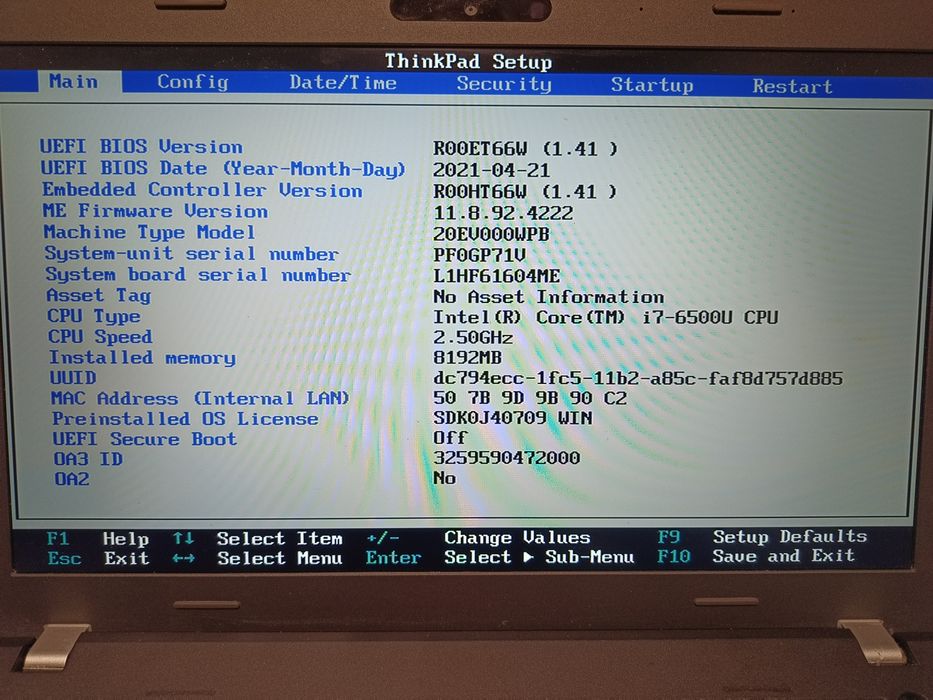 ThinkPad Setup
Main Config Date/Time Security Startup Restart
UEFI BIOS Version R00ET66W (1.41 )
UEFI BIOS Date (Year-Month-Day) 2021-04-21
Embedded Controller Version R00HT66W (1.41 )
ME Firmware Version 11.8.92.4222
Machine Type Model 20EV000WPB
System-unit serial number PF0GP71V
System board serial number L1HF61604ME
Asset Tag No Asset Information
CPU Type Intel(R) Core(TM) i7-6500U CPU
CPU Speed 2.50GHz
Installed memory 8192MB
UUID dc794ecc-1fc5-11b2-a85c-faf8d757d885
MAC Address (Internal LAN) 50 7B 9D 9B 90 C2
Preinstalled OS License SDK0J40709 WIN
UEFI Secure Boot Off
OA3 ID 3259590472000
OA2 No
F1 Help ↑↓ Select Item +/- Change Values F9 Setup Defaults
Esc Exit ↔ Select Menu Enter Select ▶ Sub-Menu F10 Save and Exit